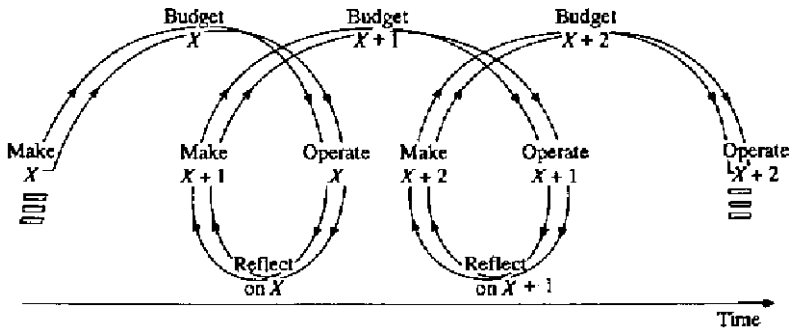 Budget
X
Budget
X + 1
Budget
X + 2
Make
X
Make
X + 1
Operate
X
Make
X + 2
Operate
X + 1
Operate
X + 2
Reflect
on X
Reflect
on X + 1
Time